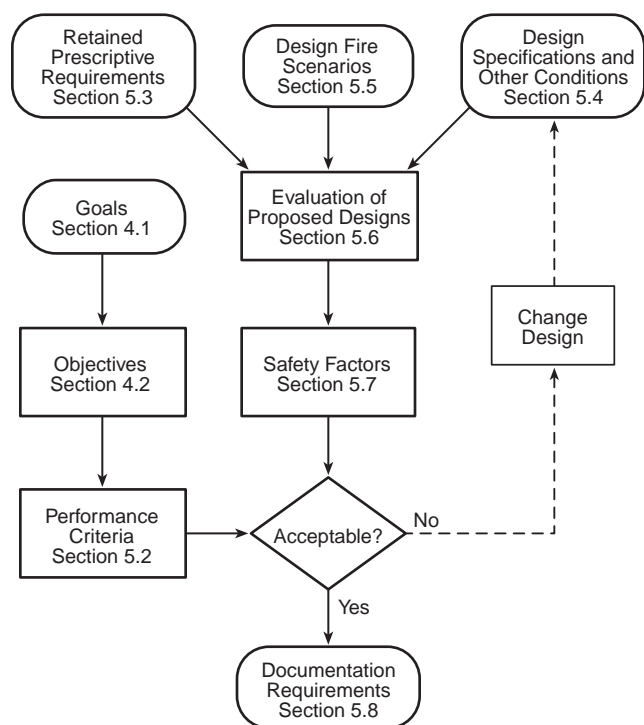 Retained
Prescriptive
Requirements
Section 5.3
Design Fire
Scenarios
Section 5.5
Design
Specifications and
Other Conditions
Section 5.4
Goals
Section 4.1
Evaluation of
Proposed Designs
Section 5.6
Change
Design
Objectives
Section 4.2
Safety Factors
Section 5.7
Performance
Criteria
Section 5.2
Acceptable?
No
Yes
Documentation
Requirements
Section 5.8